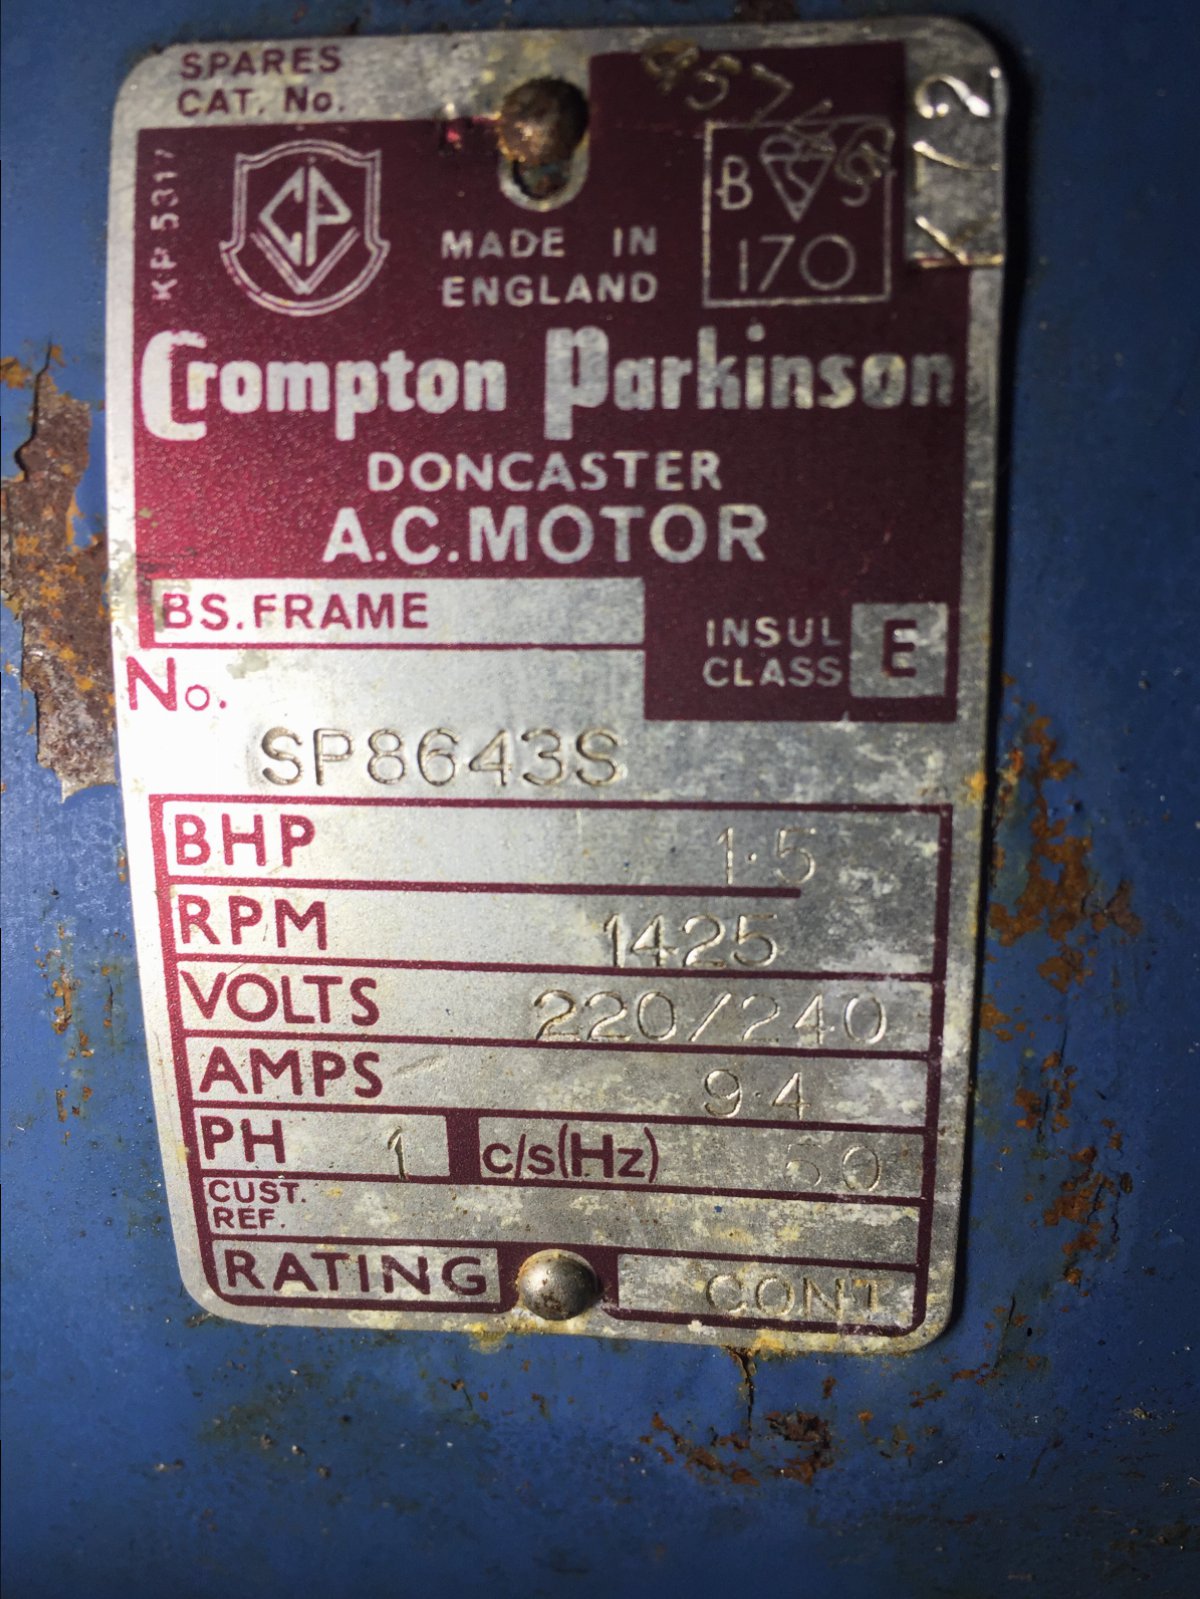 SPARES
CAT. No.
KP 5317
CP
MADE IN
ENGLAND
B S
170
Crompton Parkinson
DONCASTER
A.C. MOTOR
BS. FRAME
INSUL
CLASS E
No.
SP8643S
BHP 1.5
RPM 1425
VOLTS 220/240
AMPS 9.4
PH 1 c/s(Hz) 50
CUST.
REF.
RATING CONT